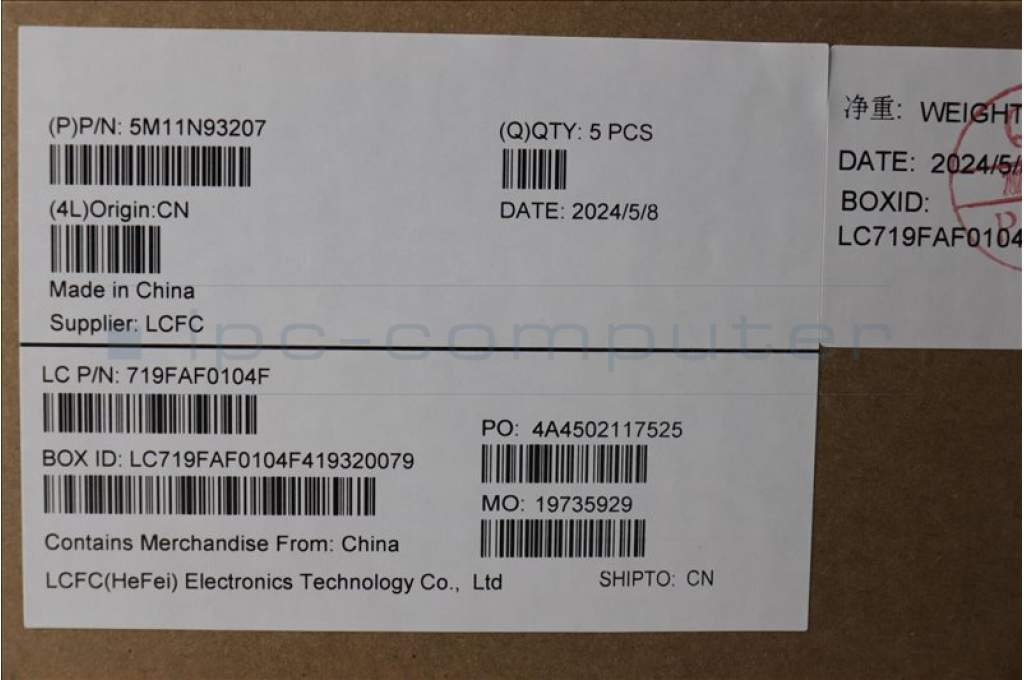 (P)P/N: 5M11N93207
(Q)QTY: 5 PCS
(4L)Origin:CN
DATE: 2024/5/8
Made in China
Supplier: LCFC
LC P/N: 719FAF0104F
PO: 4A4502117525
BOX ID: LC719FAF0104F419320079
MO: 19735929
Contains Merchandise From: China
LCFC(HeFei) Electronics Technology Co., Ltd
SHIPTO: CN
净重: WEIGHT
DATE: 2024/5/
BOXID:
LC719FAF0104
ipc-computer